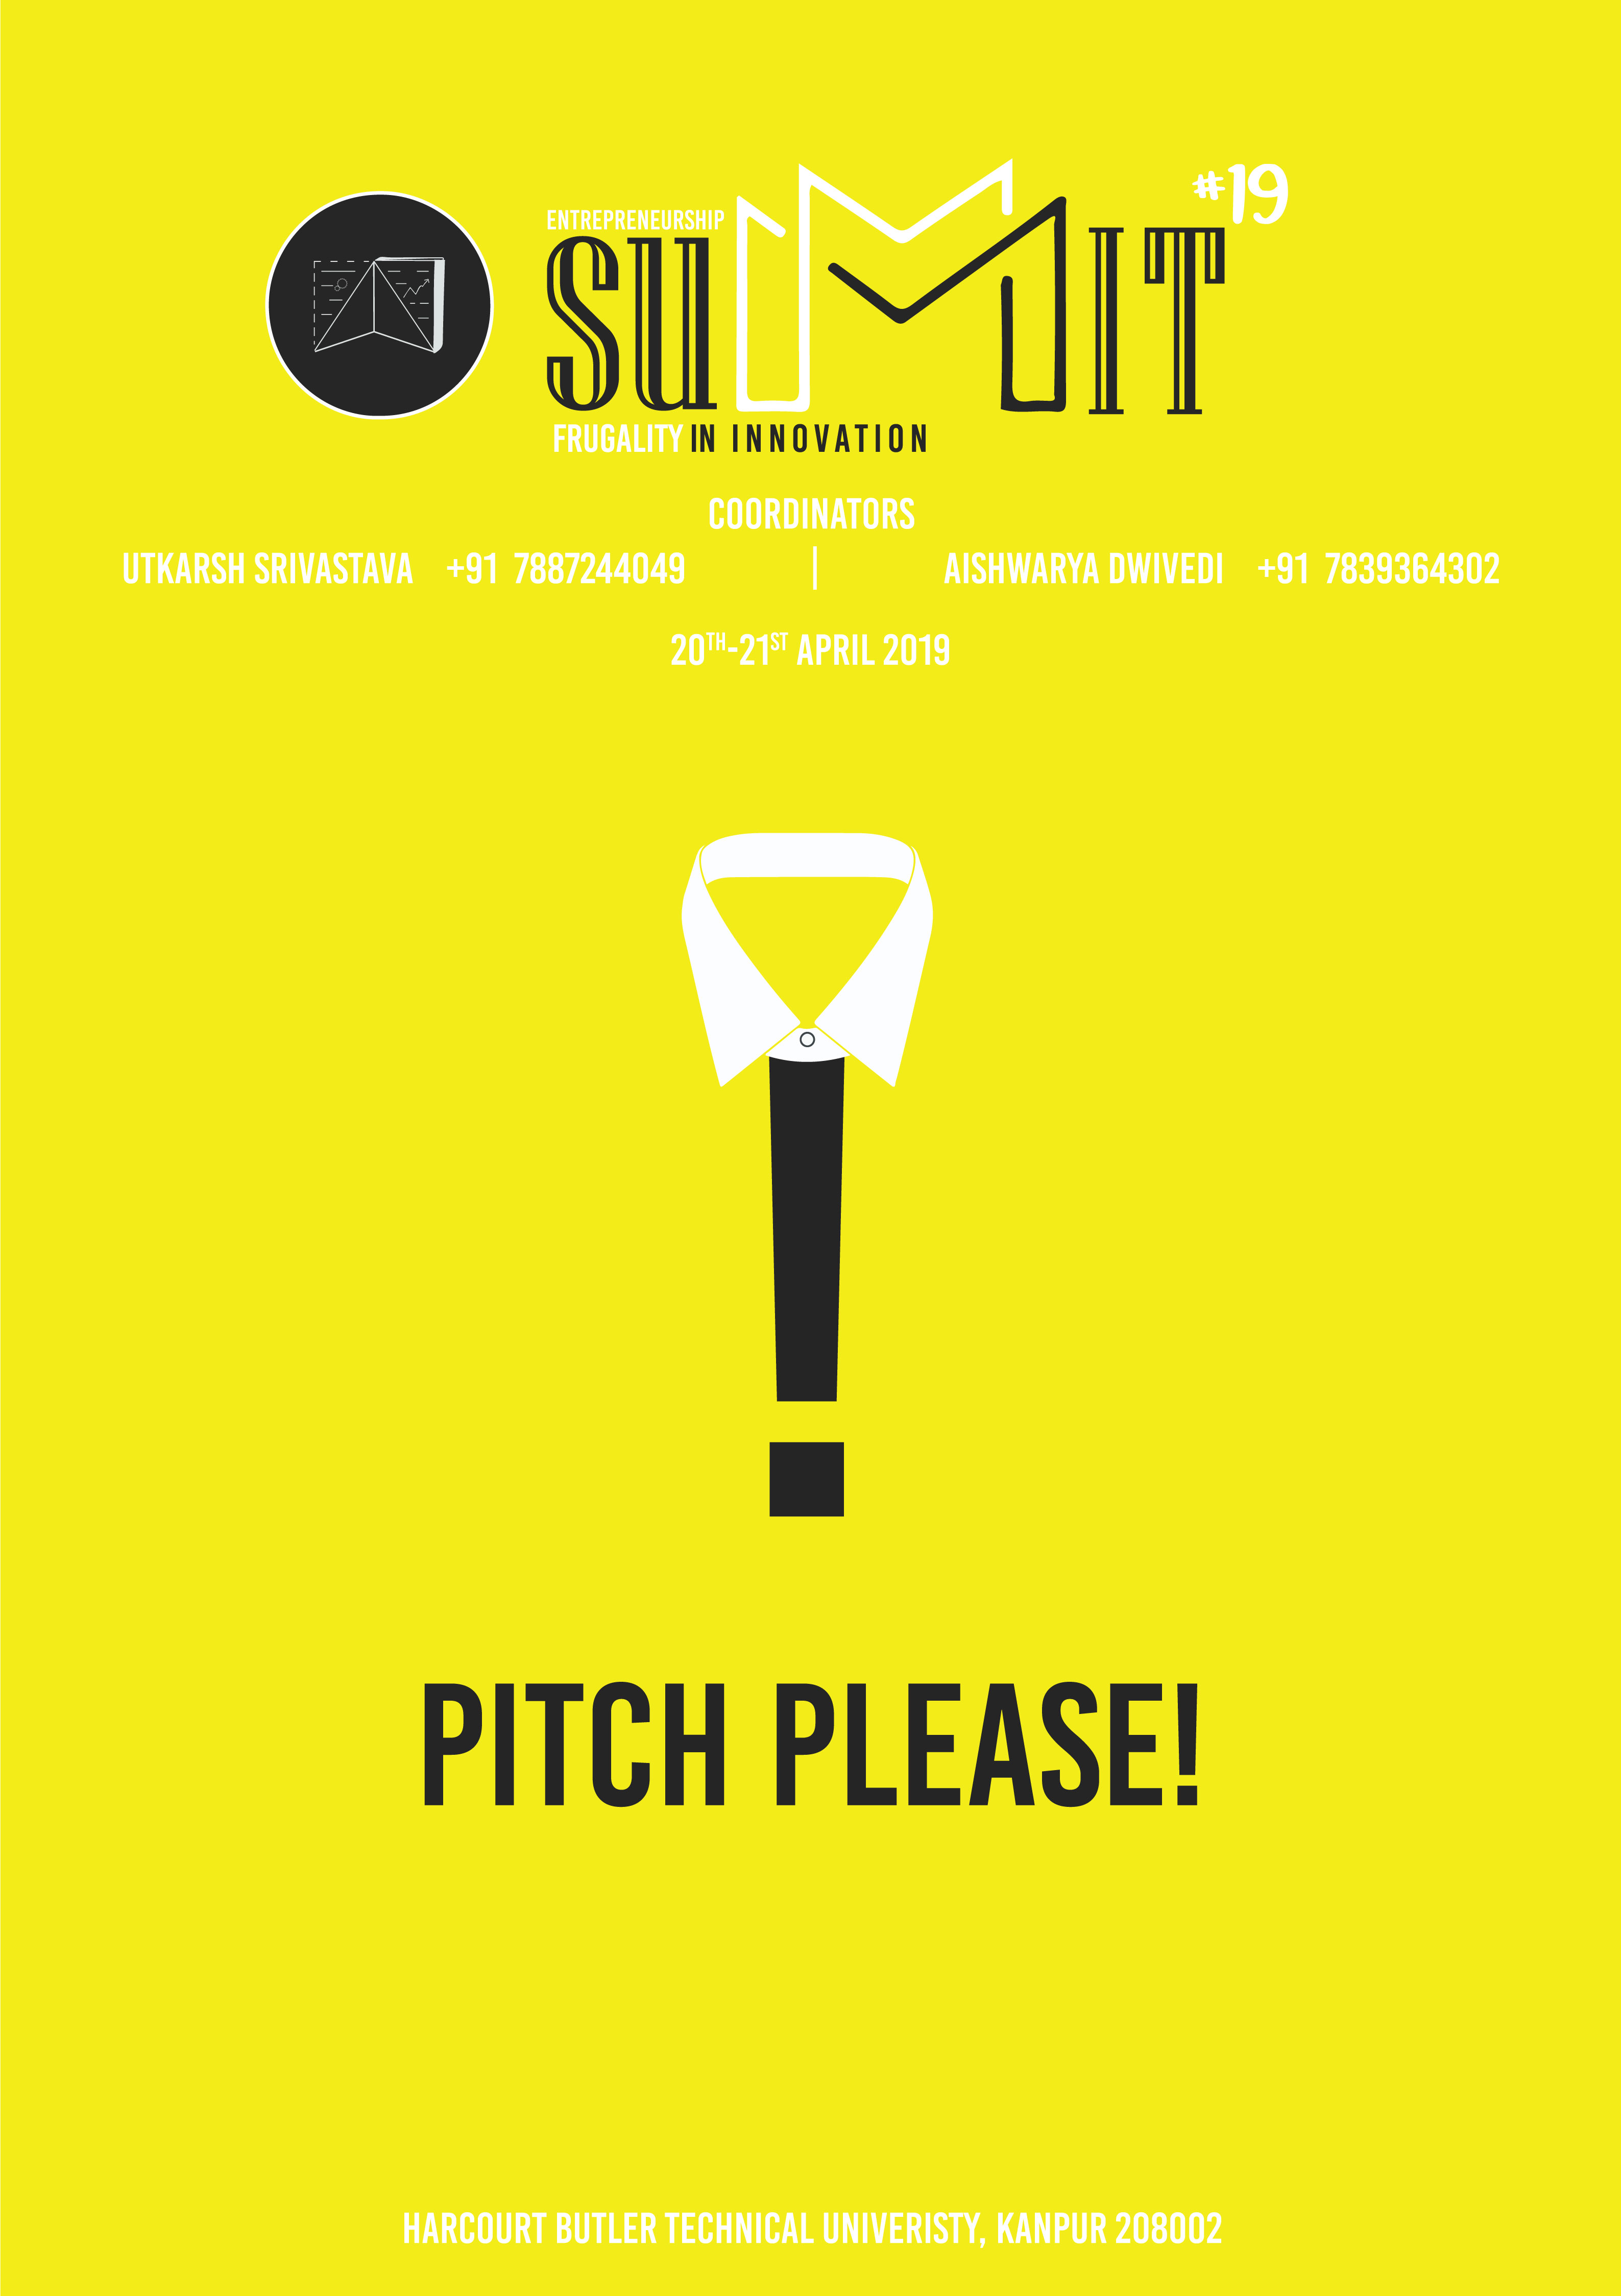 #19
ENTREPRENEURSHIP
SUMMIT
FRUGALITY IN INNOVATION
COORDINATORS
UTKARSH SRIVASTAVA +91 7887244049 | AISHWARYA DWIVEDI +91 7839364302
20TH-21ST APRIL 2019
PITCH PLEASE!
HARCOURT BUTLER TECHNICAL UNIVERISTY, KANPUR 208002